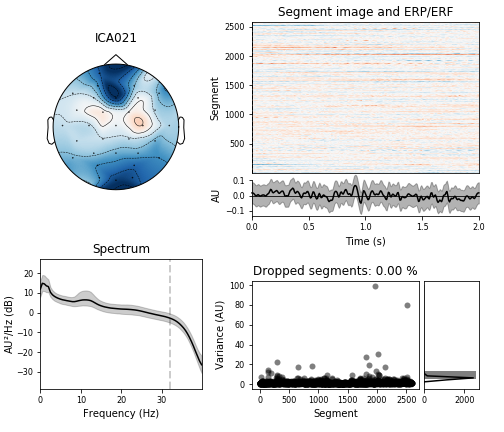 ICA021
Segment image and ERP/ERF
Segment
2500
2000
1500
1000
500
AU
0.1
0.0
−0.1
0.0 0.5 1.0 1.5 2.0
Time (s)
Spectrum
AU²/Hz (dB)
20
10
0
−10
−20
−30
0 10 20 30
Frequency (Hz)
Dropped segments: 0.00 %
Variance (AU)
100
80
60
40
20
0
0 500 1000 1500 2000 2500
Segment
0 2000